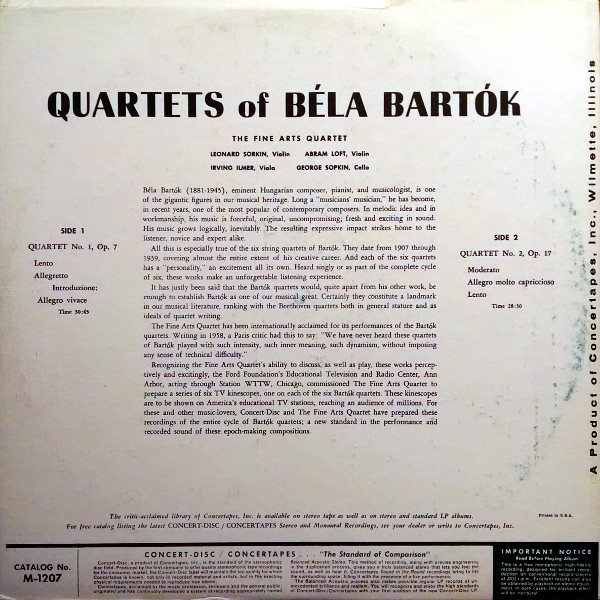 QUARTETS of BÉLA BARTÓK
THE FINE ARTS QUARTET
LEONARD SORKIN, Violin ABRAM LOFT, Violin
IRVING ILMER, Viola GEORGE SOPKIN, Cello
SIDE 1
QUARTET No. 1, Op. 7
Lento
Allegretto
Introduzione:
Allegro vivace
Time 30:45
Béla Bartók (1881-1945), eminent Hungarian composer, pianist, and musicologist, is one
of the gigantic figures in our musical heritage. Long a "musicians' musician," he has become,
in recent years, one of the most popular of contemporary composers. In melodic idea and in
workmanship, his music is forceful, original, uncompromising; fresh and exciting in sound.
His music grows logically, inevitably. The resulting expressive impact strikes home to the
listener, novice and expert alike.
All this is especially true of the six string quartets of Bartók. They date from 1907 through
1939, covering almost the entire extent of his creative career. And each of the six quartets
has a "personality," an excitement all its own. Heard singly or as part of the complete cycle
of six, these works make an unforgettable listening experience.
It has justly been said that the Bartók quartets would, quite apart from his other work, be
enough to establish Bartók as one of our musical great. Certainly they constitute a landmark
in our musical literature, ranking with the Beethoven quartets both in general stature and as
ideals of quartet writing.
The Fine Arts Quartet has been internationally acclaimed for its performances of the Bartók
quartets. Writing in 1958, a Paris critic had this to say: "We have never heard these quartets
of Bartók played with such intensity, such inner meaning, such dynamism, without imposing
any sense of technical difficulty."
Recognizing the Fine Arts Quartet's ability to discuss, as well as play, these works percep-
tively and excitingly, the Ford Foundation's Educational Television and Radio Center, Ann
Arbor, acting through Station WTTW, Chicago, commissioned The Fine Arts Quartet to
prepare a series of six TV kinescopes, one on each of the six Bartók quartets. These kinescopes
are to be shown on America's educational TV stations, reaching an audience of millions. For
these and other music-lovers, Concert-Disc and The Fine Arts Quartet have prepared these
recordings of the entire cycle of Bartók quartets; a new standard in the performance and
recorded sound of these epoch-making compositions.
SIDE 2
QUARTET No. 2, Op. 17
Moderato
Allegro molto capriccioso
Lento
Time 28:30
A Product of Concertapes, Inc., Wilmette, Illinois
The critic-acclaimed library of Concertapes, Inc. is available on stereo tape as well as on stereo and standard LP albums.
For free catalog listing the latest CONCERT-DISC / CONCERTAPES Stereo and Monaural Recordings, see your dealer or write to Concertapes, Inc.
Printed in U.S.A.
CATALOG No.
M-1207
CONCERT-DISC / CONCERTAPES . . . "The Standard of Comparison"
IMPORTANT NOTICE
Read Before Playing Album